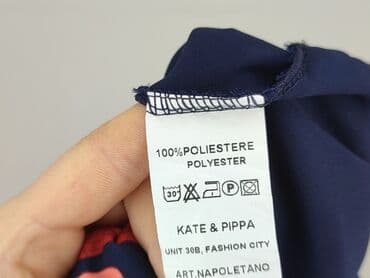 100%POLIESTERE
POLYESTER
30°
P
KATE & PIPPA
UNIT 30B, FASHION CITY
ART.NAPOLETANO